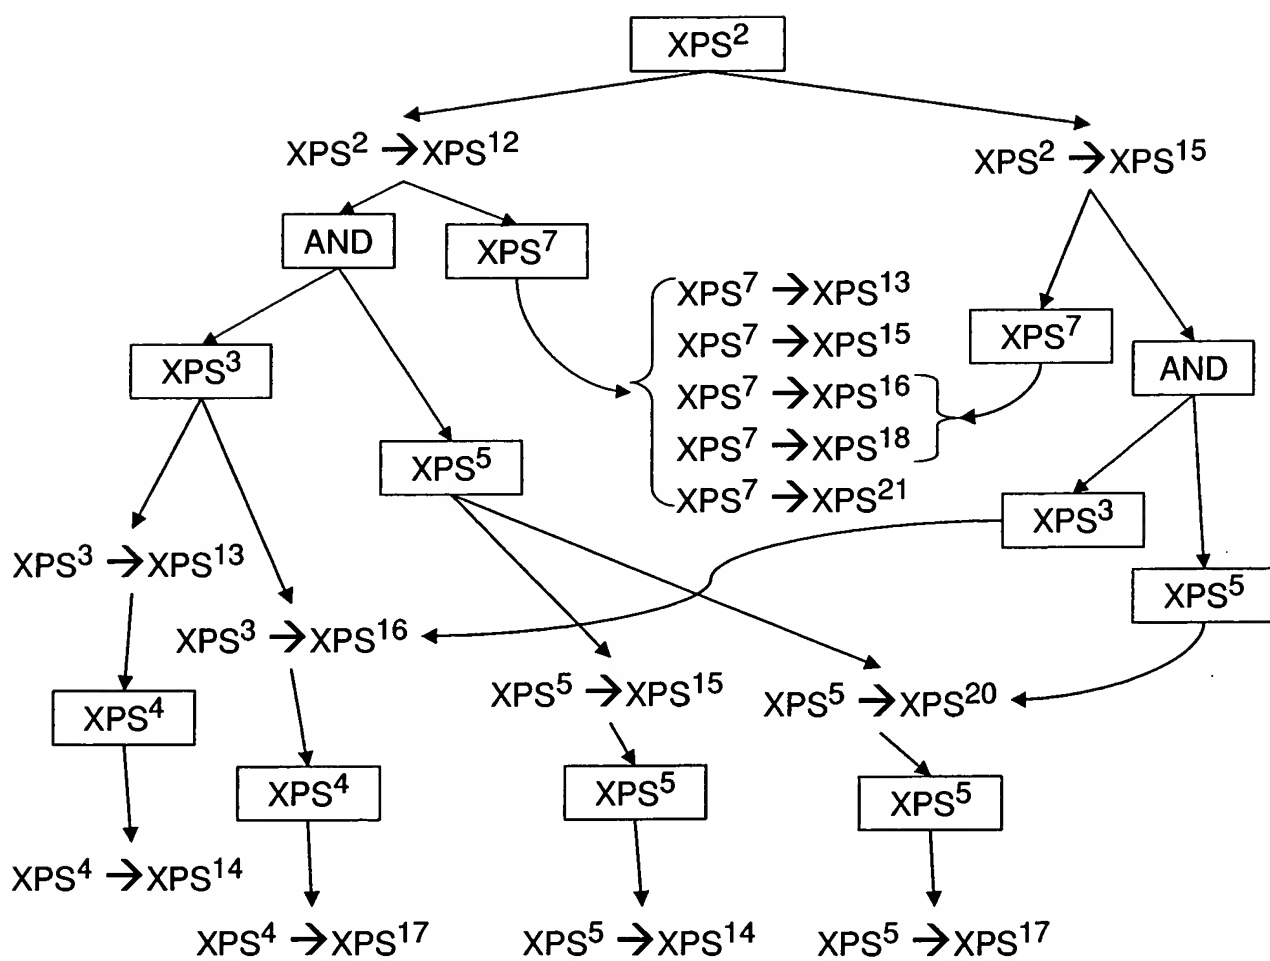 XPS²
XPS² → XPS¹²
XPS² → XPS¹⁵
AND
XPS⁷
XPS⁷ → XPS¹³
XPS⁷ → XPS¹⁵
XPS⁷ → XPS¹⁶
XPS⁷ → XPS¹⁸
XPS⁷ → XPS²¹
XPS⁷
AND
XPS³
XPS⁵
XPS³
XPS⁵
XPS³ → XPS¹³
XPS³ → XPS¹⁶
XPS⁵ → XPS¹⁵
XPS⁵ → XPS²⁰
XPS⁴
XPS⁴
XPS⁵
XPS⁵
XPS⁴ → XPS¹⁴
XPS⁴ → XPS¹⁷
XPS⁵ → XPS¹⁴
XPS⁵ → XPS¹⁷